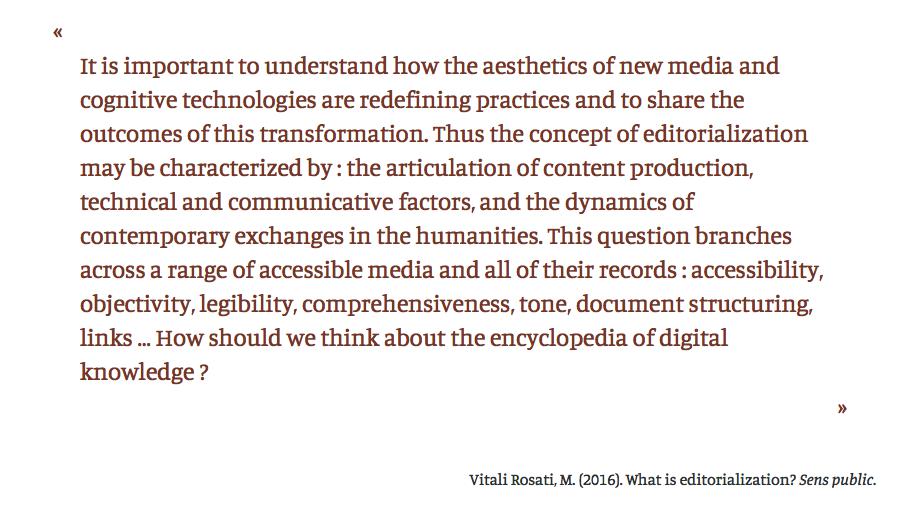 «
It is important to understand how the aesthetics of new media and
cognitive technologies are redefining practices and to share the
outcomes of this transformation. Thus the concept of editorialization
may be characterized by : the articulation of content production,
technical and communicative factors, and the dynamics of
contemporary exchanges in the humanities. This question branches
across a range of accessible media and all of their records : accessibility,
objectivity, legibility, comprehensiveness, tone, document structuring,
links ... How should we think about the encyclopedia of digital
knowledge ?
»
Vitali Rosati, M. (2016). What is editorialization? Sens public.